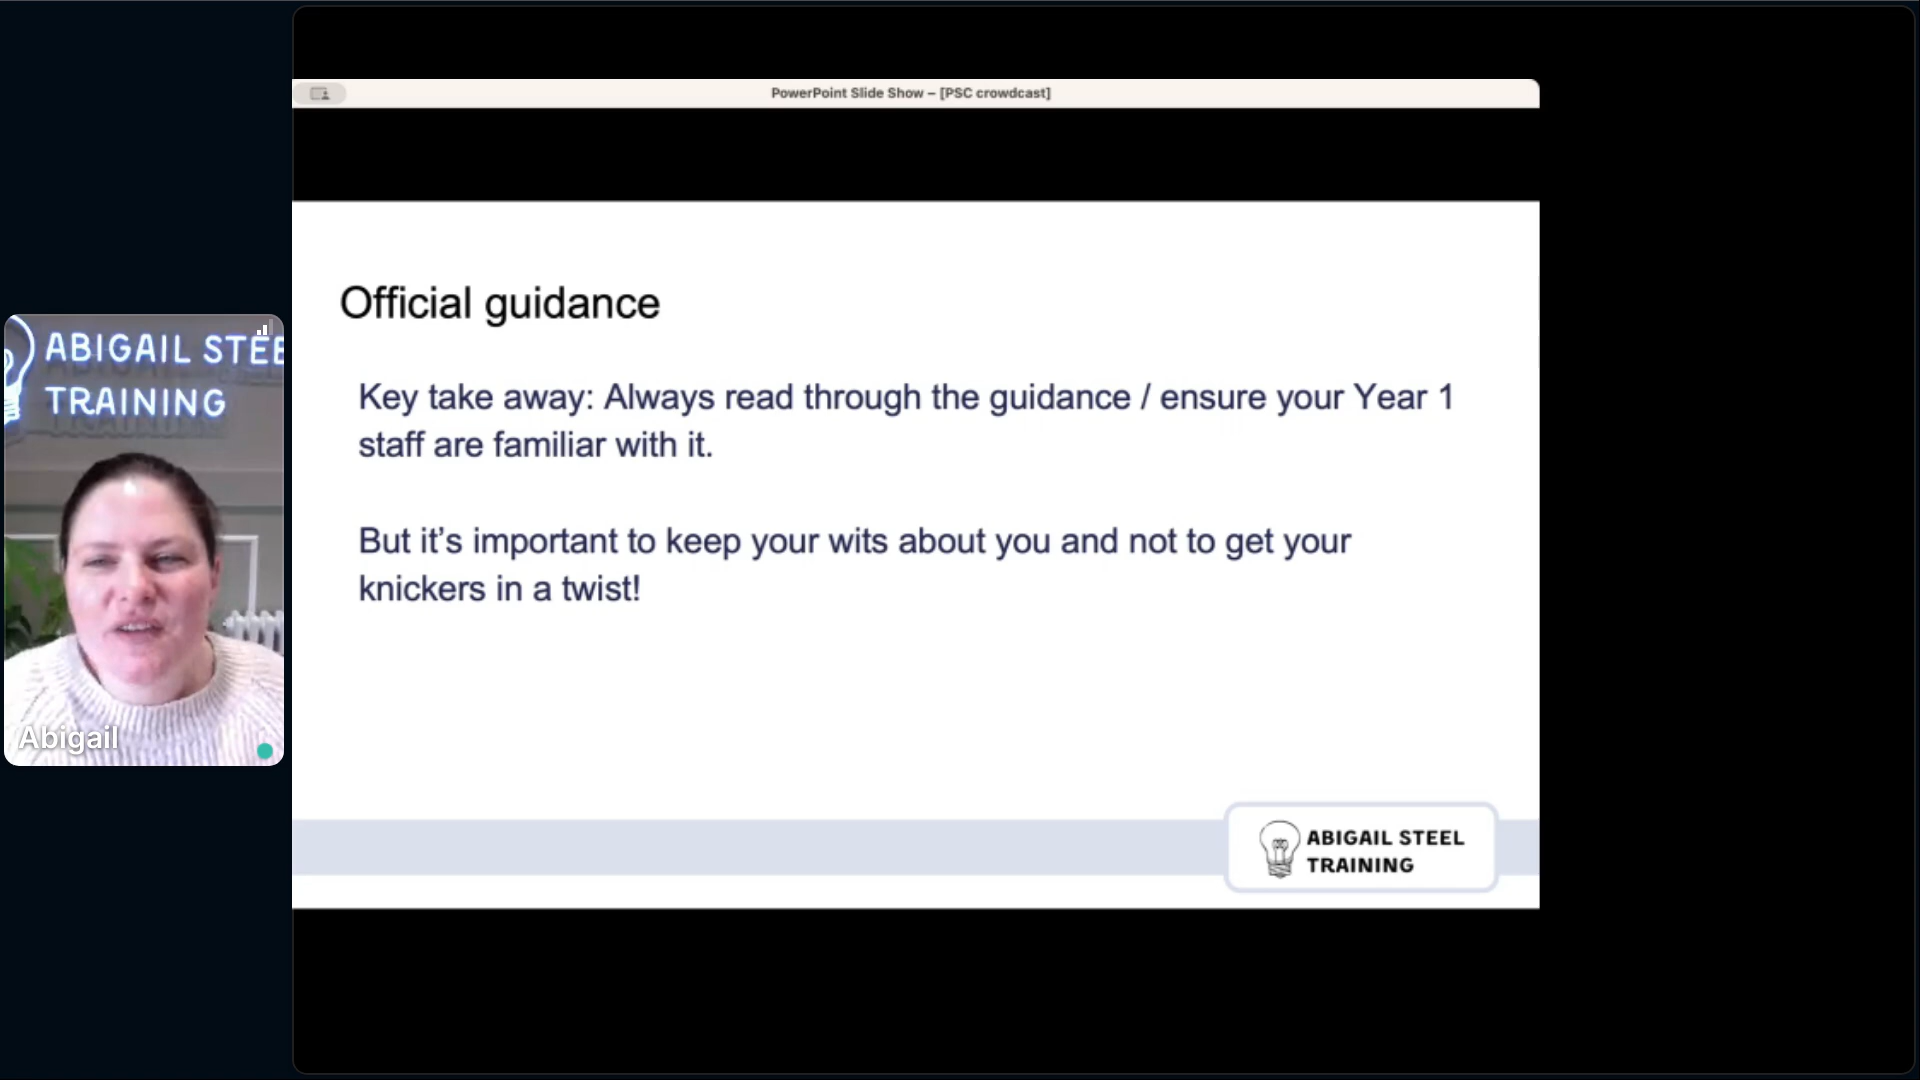 PowerPoint Slide Show – [PSC crowdcast]
Official guidance
Key take away: Always read through the guidance / ensure your Year 1
staff are familiar with it.
But it’s important to keep your wits about you and not to get your
knickers in a twist!
ABIGAIL STEEL
TRAINING
ABIGAIL STEE
TRAINING
Abigail